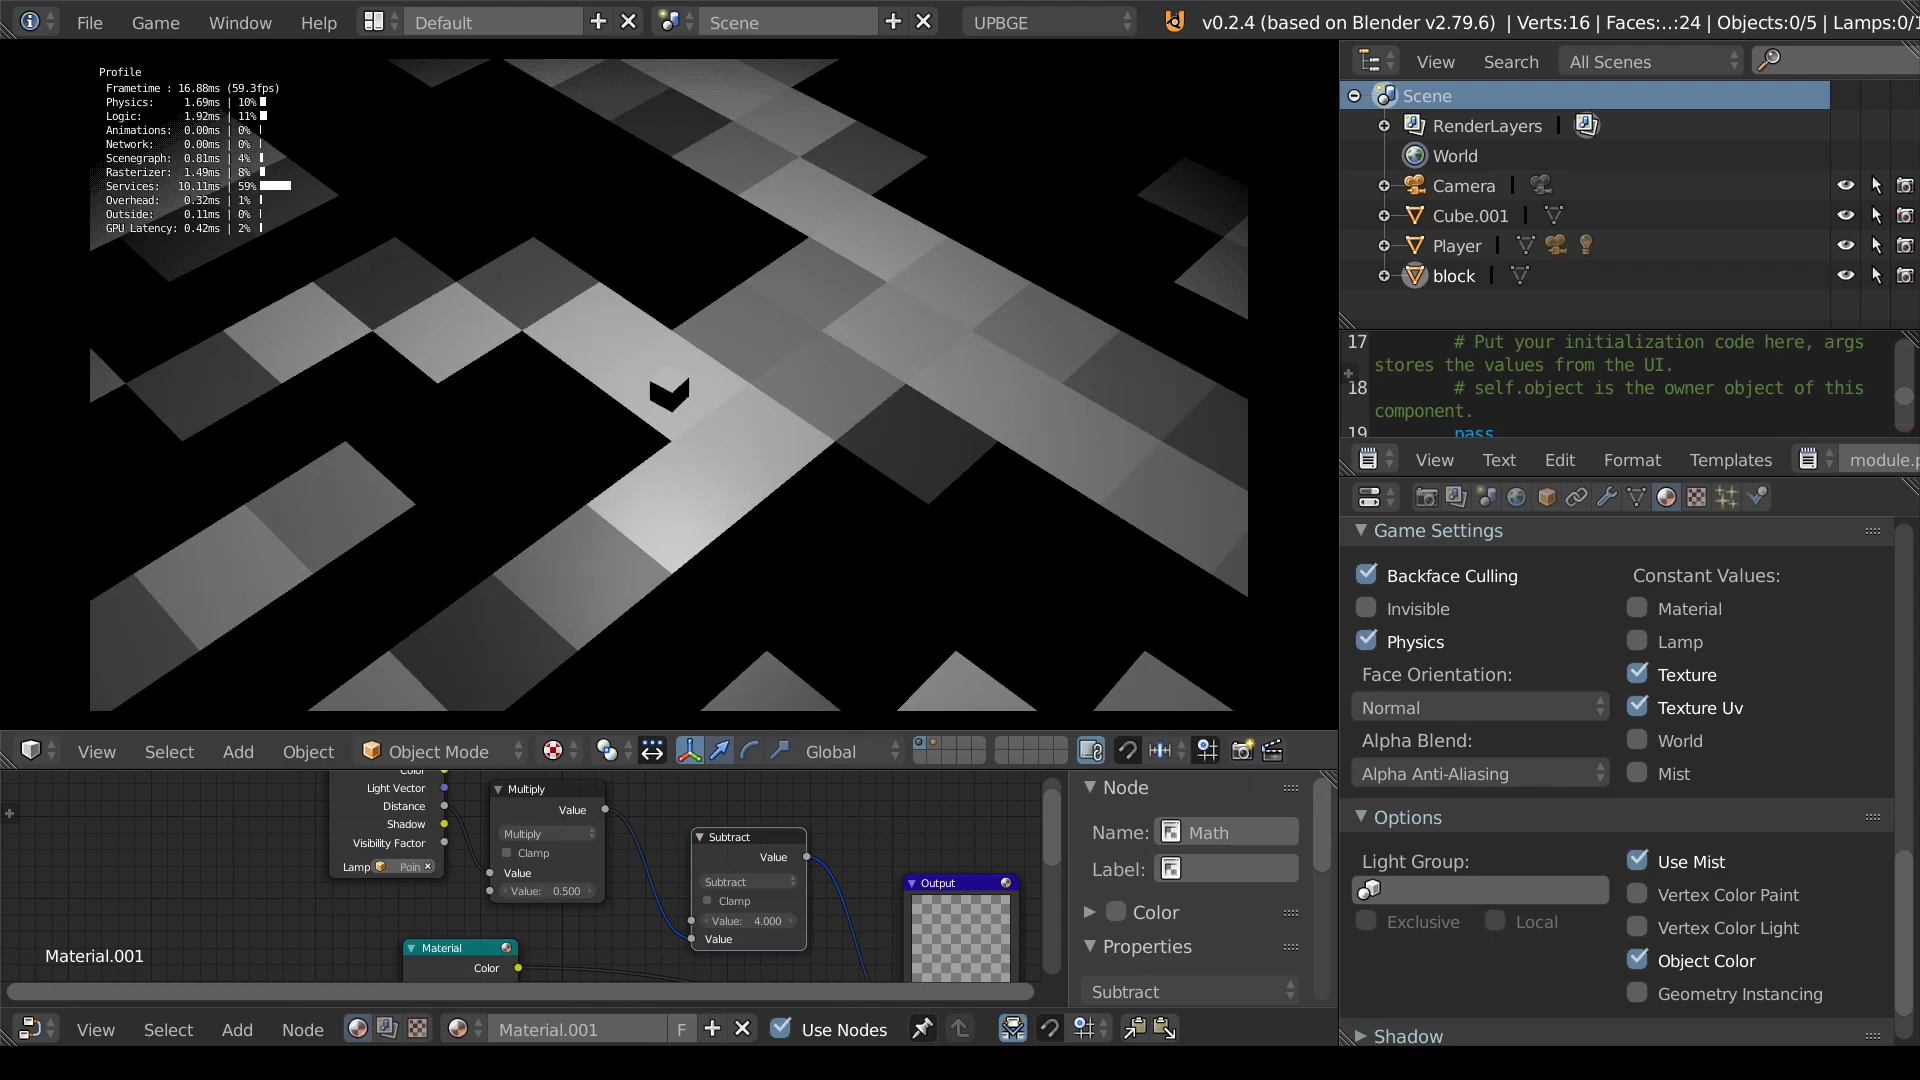 File Game Window Help Default Scene UPBGE v0.2.4 (based on Blender v2.79.6) | Verts:16 | Faces:...:24 | Objects:0/5 | Lamps:0/
Profile
Frametime : 16.88ms (59.3fps)
Physics: 1.69ms | 10%
Logic: 1.92ms | 11%
Animations: 0.00ms | 0%
Network: 0.00ms | 0%
Scenegraph: 0.81ms | 4%
Rasterizer: 1.49ms | 8%
Services: 10.11ms | 59%
Overhead: 0.32ms | 1%
Outside: 0.11ms | 0%
GPU Latency: 0.42ms | 2%
View Search All Scenes
Scene
RenderLayers
World
Camera
Cube.001
Player
block
17 # Put your initialization code here, args
stores the values from the UI.
18 # self.object is the owner object of this
component.
19 pass
View Text Edit Format Templates module.p
Game Settings
Backface Culling Constant Values:
Invisible Material
Physics Lamp
Face Orientation: Texture
Normal Texture Uv
Alpha Blend: World
Alpha Anti-Aliasing Mist
Options
Light Group: Use Mist
Vertex Color Paint
Exclusive Local Vertex Color Light
Object Color
Geometry Instancing
Shadow
View Select Add Object Object Mode Global
Color
Light Vector
Distance
Shadow
Visibility Factor
Lamp Poin
Multiply
Value
Multiply
Clamp
Value
Value: 0.500
Subtract
Value
Subtract
Clamp
Value: 4.000
Value
Output
Material
Color
Material.001
Node
Name: Math
Label:
Color
Properties
Subtract
View Select Add Node Material.001 F Use Nodes